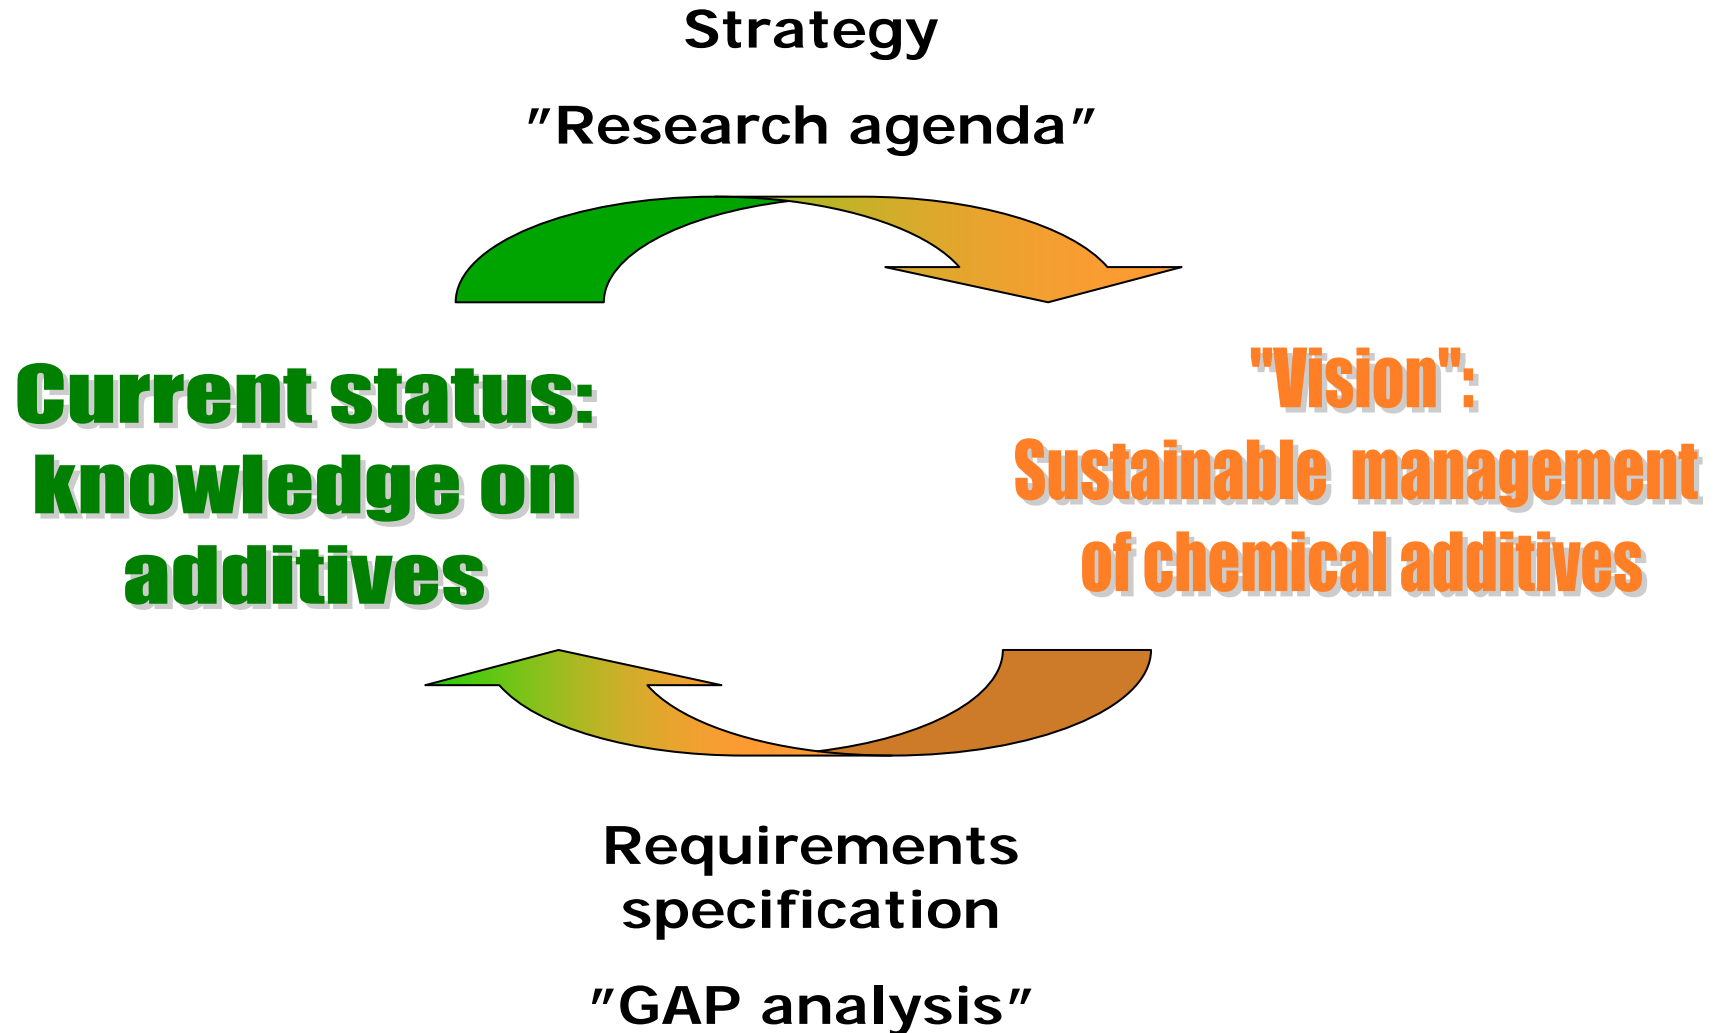 Strategy
”Research agenda”
Current status:
knowledge on
additives
"Vision":
Sustainable management
of chemical additives
Requirements
specification
”GAP analysis”